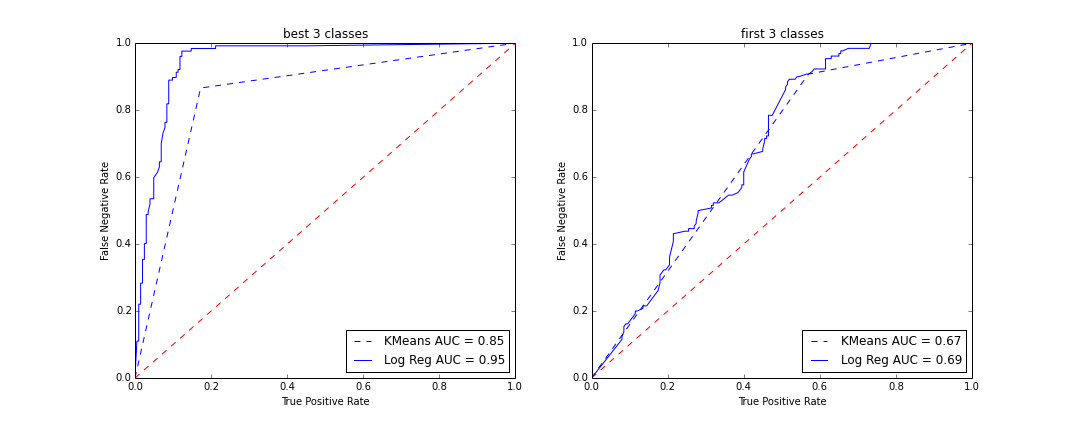 best 3 classes
1.0
0.8
0.6
0.4
0.2
0.0
False Negative Rate
0.0
0.2
0.4
0.6
0.8
1.0
True Positive Rate
KMeans AUC = 0.85
Log Reg AUC = 0.95
first 3 classes
1.0
0.8
0.6
0.4
0.2
0.0
False Negative Rate
0.0
0.2
0.4
0.6
0.8
1.0
True Positive Rate
KMeans AUC = 0.67
Log Reg AUC = 0.69